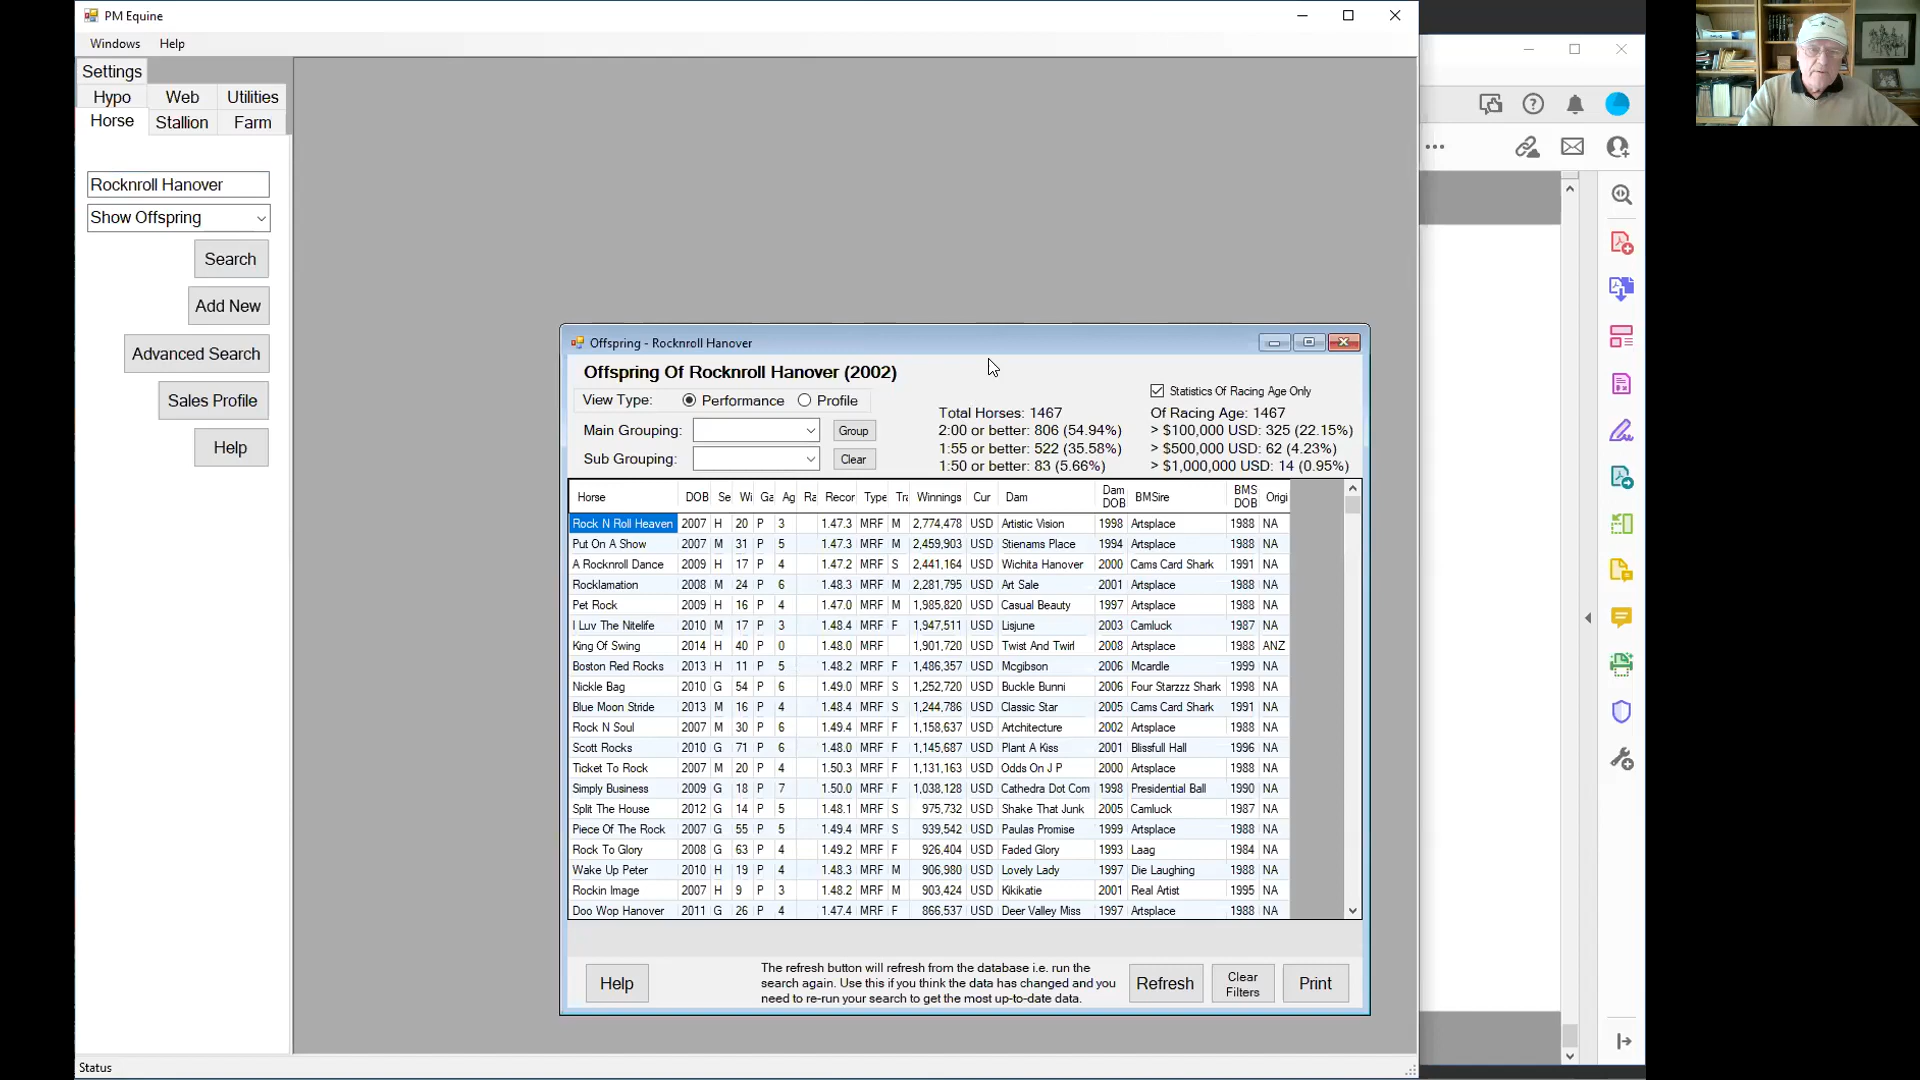 PM Equine
Windows Help
Settings
Hypo Web Utilities
Horse Stallion Farm
Rocknroll Hanover
Show Offspring
Search
Add New
Advanced Search
Sales Profile
Help
Offspring - Rocknroll Hanover
Offspring Of Rocknroll Hanover (2002)
Statistics Of Racing Age Only
View Type: Performance Profile
Total Horses: 1467 Of Racing Age: 1467
Main Grouping: Group 2:00 or better: 806 (54.94%) > $100,000 USD: 325 (22.15%)
1:55 or better: 522 (35.58%) > $500,000 USD: 62 (4.23%)
Sub Grouping: Clear 1:50 or better: 83 (5.66%) > $1,000,000 USD: 14 (0.95%)
Horse DOB Se Wi Ga Ag Ra Recor Type Tra Winnings Cur Dam Dam DOB BMSire BMS DOB Origi
Rock N Roll Heaven 2007 H 20 P 3 1.47.3 MRF M 2,774,478 USD Artistic Vision 1998 Artsplace 1988 NA
Put On A Show 2007 M 31 P 5 1.47.3 MRF M 2,459,903 USD Stienams Place 1994 Artsplace 1988 NA
A Rocknroll Dance 2009 H 17 P 4 1.47.2 MRF S 2,441,164 USD Wichita Hanover 2000 Cams Card Shark 1991 NA
Rocklamation 2008 M 24 P 6 1.48.3 MRF M 2,281,795 USD Art Sale 2001 Artsplace 1988 NA
Pet Rock 2009 H 16 P 4 1.47.0 MRF M 1,985,820 USD Casual Beauty 1997 Artsplace 1988 NA
I Luv The Nitelife 2010 M 17 P 3 1.48.4 MRF F 1,947,511 USD Lisjune 2003 Camluck 1987 NA
King Of Swing 2014 H 40 P 0 1.48.0 MRF 1,901,720 USD Twist And Twirl 2008 Artsplace 1988 ANZ
Boston Red Rocks 2013 H 11 P 5 1.48.2 MRF F 1,486,357 USD Mcgibson 2006 Mcardle 1999 NA
Nickle Bag 2010 G 54 P 6 1.49.0 MRF S 1,252,720 USD Buckle Bunni 2006 Four Starzzz Shark 1998 NA
Blue Moon Stride 2013 M 16 P 4 1.48.4 MRF S 1,244,786 USD Classic Star 2005 Cams Card Shark 1991 NA
Rock N Soul 2007 M 30 P 6 1.49.4 MRF F 1,158,637 USD Artchitecture 2002 Artsplace 1988 NA
Scott Rocks 2010 G 71 P 6 1.48.0 MRF F 1,145,687 USD Plant A Kiss 2001 Blissfull Hall 1996 NA
Ticket To Rock 2007 M 20 P 4 1.50.3 MRF F 1,131,163 USD Odds On J P 2000 Artsplace 1988 NA
Simply Business 2009 G 18 P 7 1.50.0 MRF F 1,038,128 USD Cathedra Dot Com 1998 Presidential Ball 1990 NA
Split The House 2012 G 14 P 5 1.48.1 MRF S 975,732 USD Shake That Junk 2005 Camluck 1987 NA
Piece Of The Rock 2007 G 55 P 5 1.49.4 MRF S 939,542 USD Paulas Promise 1999 Artsplace 1988 NA
Rock To Glory 2008 G 63 P 4 1.49.2 MRF F 926,404 USD Faded Glory 1993 Laag 1984 NA
Wake Up Peter 2010 H 19 P 4 1.48.3 MRF M 906,980 USD Lovely Lady 1997 Die Laughing 1988 NA
Rockin Image 2007 H 9 P 3 1.48.2 MRF M 903,424 USD Kikikatie 2001 Real Artist 1995 NA
Doo Wop Hanover 2011 G 26 P 4 1.47.4 MRF F 866,537 USD Deer Valley Miss 1997 Artsplace 1988 NA
Help
The refresh button will refresh from the database i.e. run the
search again. Use this if you think the data has changed and you
need to re-run your search to get the most up-to-date data.
Refresh
Clear
Filters
Print
Status